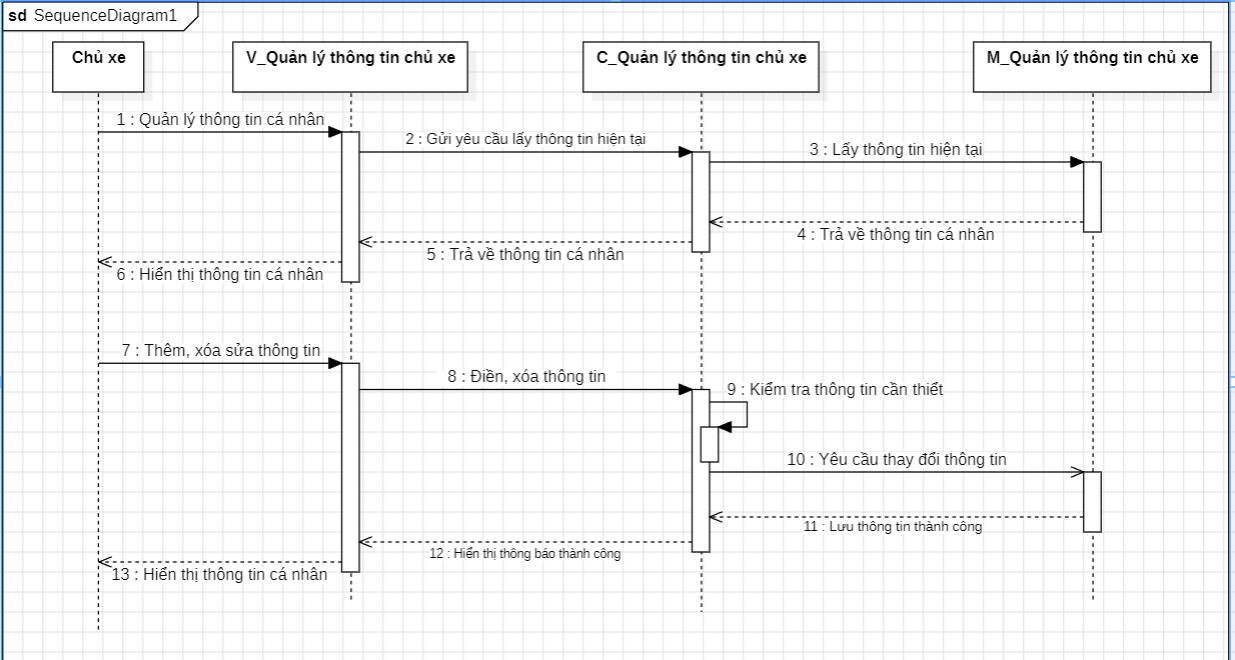 sd SequenceDiagram1
Chủ xe
V_Quản lý thông tin chủ xe
C_Quản lý thông tin chủ xe
M_Quản lý thông tin chủ xe
1 : Quản lý thông tin cá nhân
2 : Gửi yêu cầu lấy thông tin hiện tại
3 : Lấy thông tin hiện tại
4 : Trả về thông tin cá nhân
5 : Trả về thông tin cá nhân
6 : Hiển thị thông tin cá nhân
7 : Thêm, xóa sửa thông tin
8 : Điền, xóa thông tin
9 : Kiểm tra thông tin cần thiết
10 : Yêu cầu thay đổi thông tin
11 : Lưu thông tin thành công
12 : Hiển thị thông báo thành công
13 : Hiển thị thông tin cá nhân